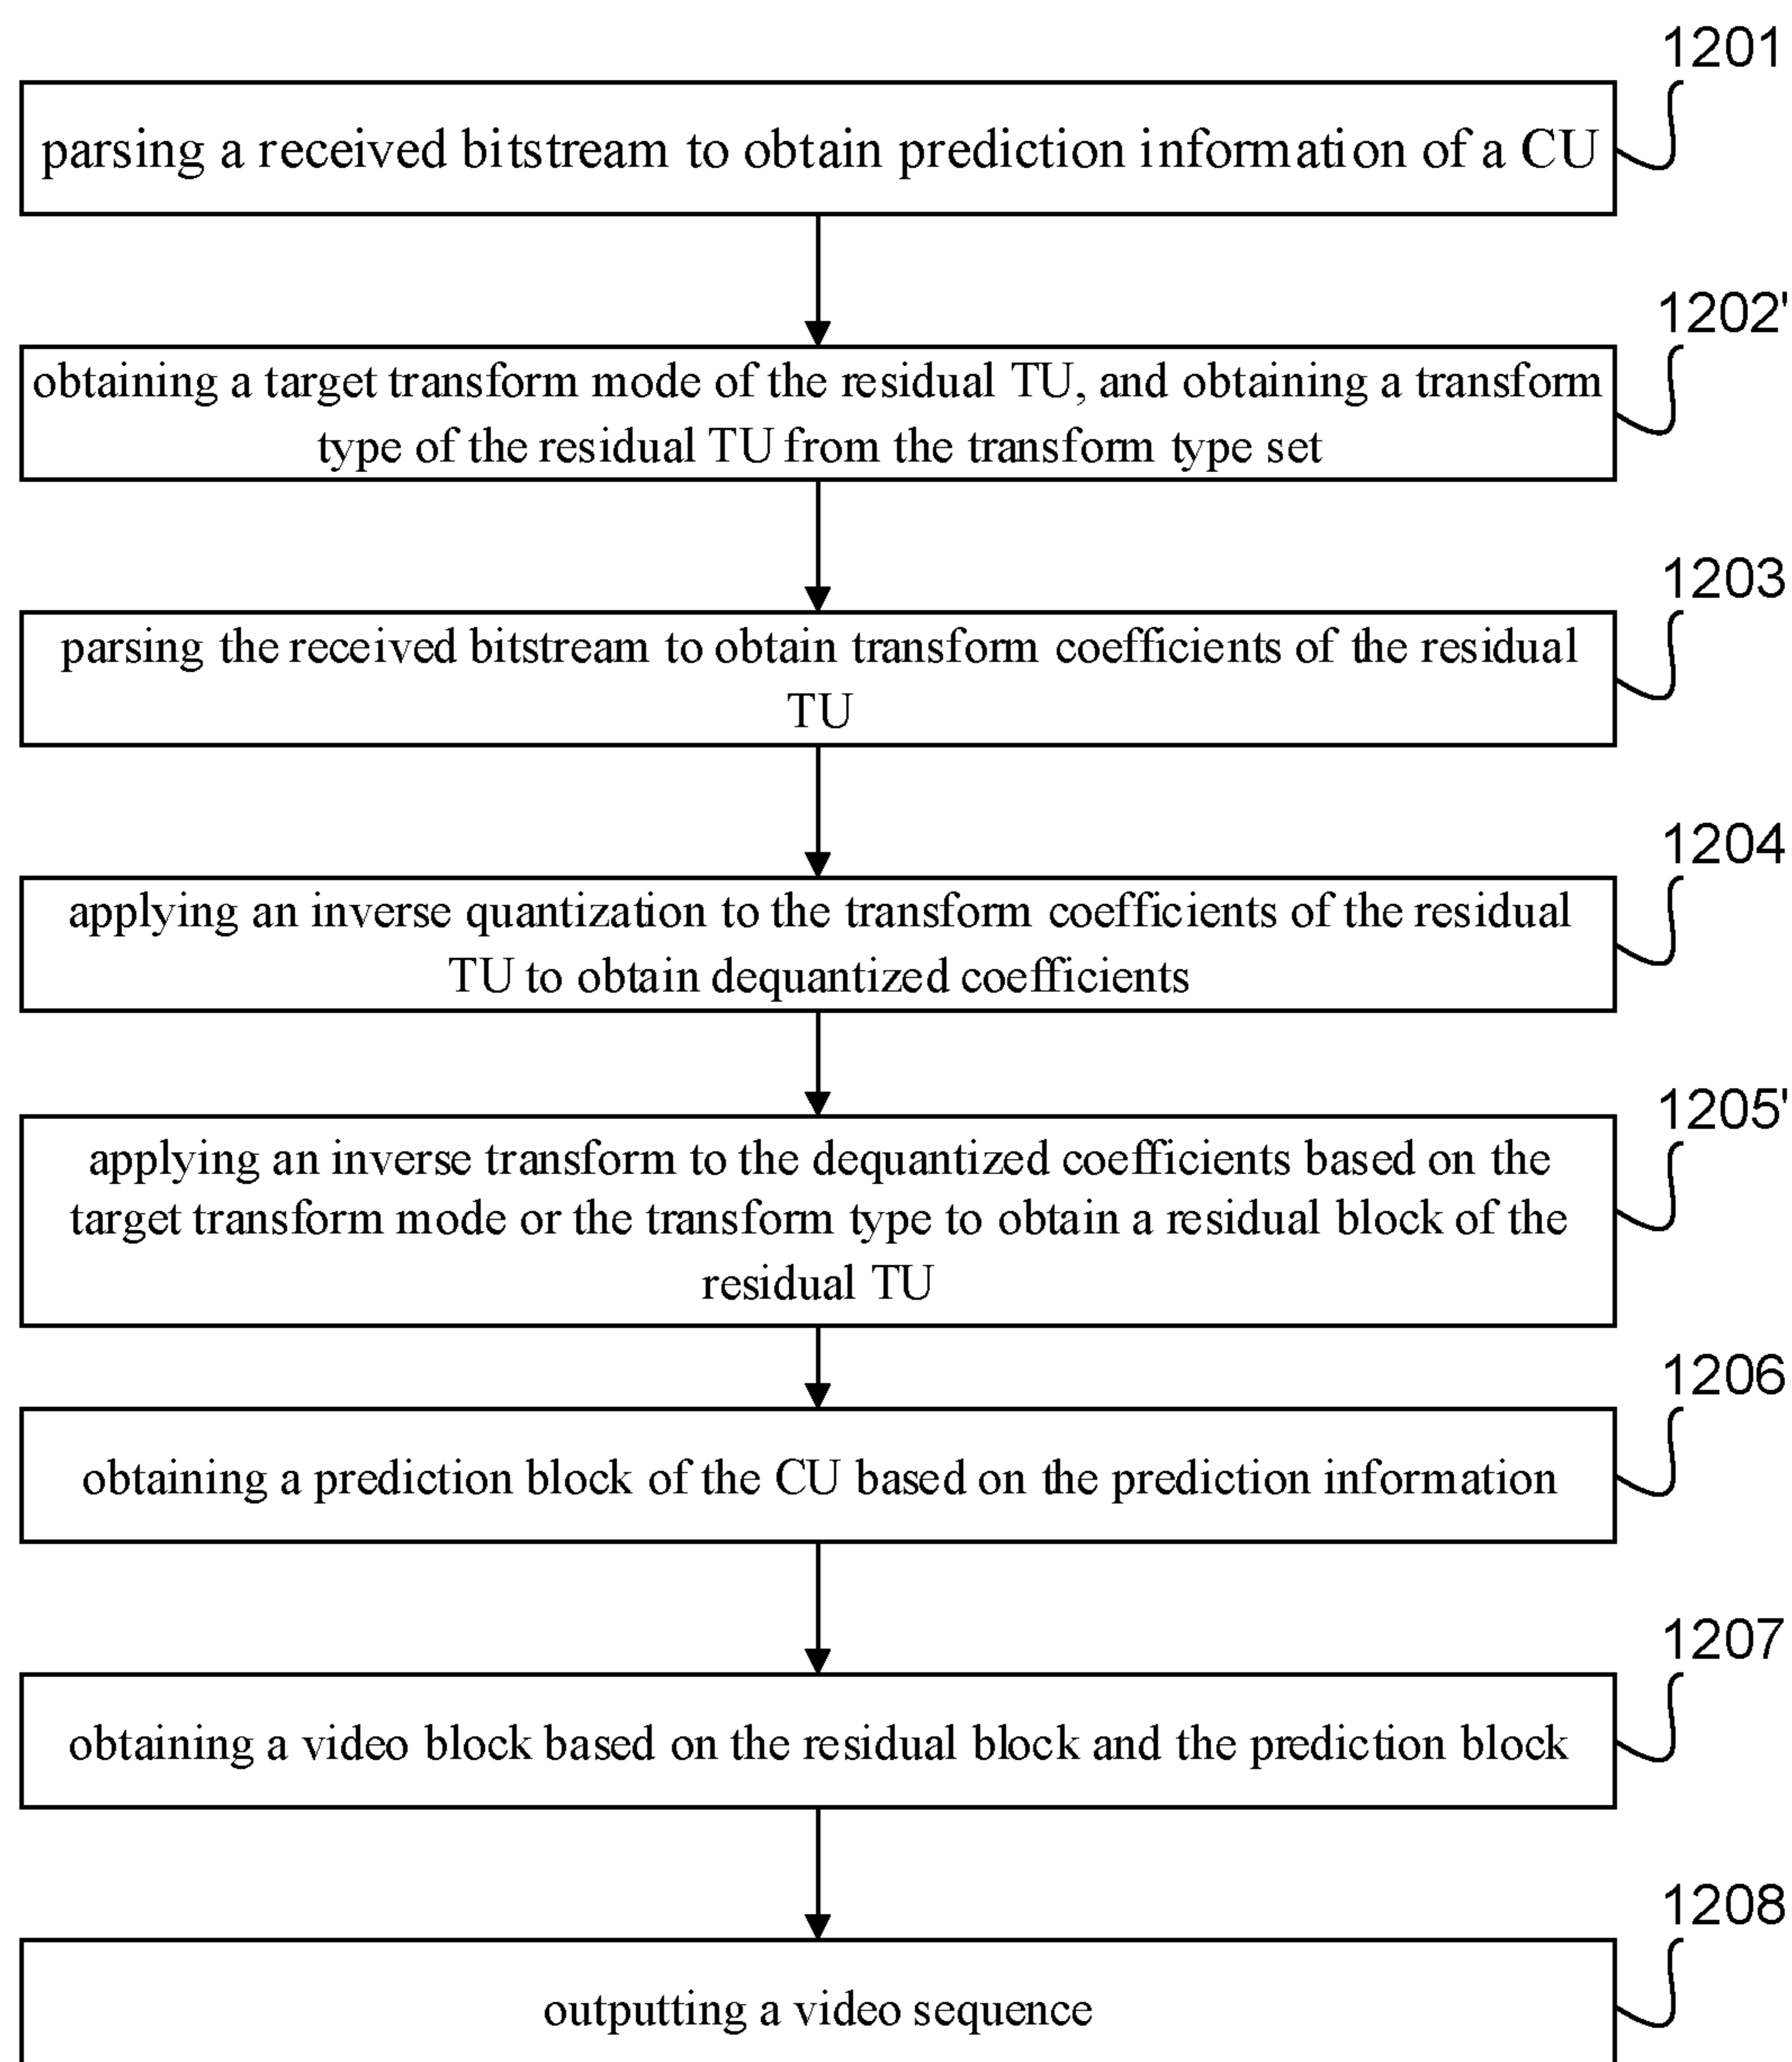 1201
parsing a received bitstream to obtain prediction information of a CU
1202'
obtaining a target transform mode of the residual TU, and obtaining a transform
type of the residual TU from the transform type set
1203
parsing the received bitstream to obtain transform coefficients of the residual
TU
1204
applying an inverse quantization to the transform coefficients of the residual
TU to obtain dequantized coefficients
1205'
applying an inverse transform to the dequantized coefficients based on the
target transform mode or the transform type to obtain a residual block of the
residual TU
1206
obtaining a prediction block of the CU based on the prediction information
1207
obtaining a video block based on the residual block and the prediction block
1208
outputting a video sequence